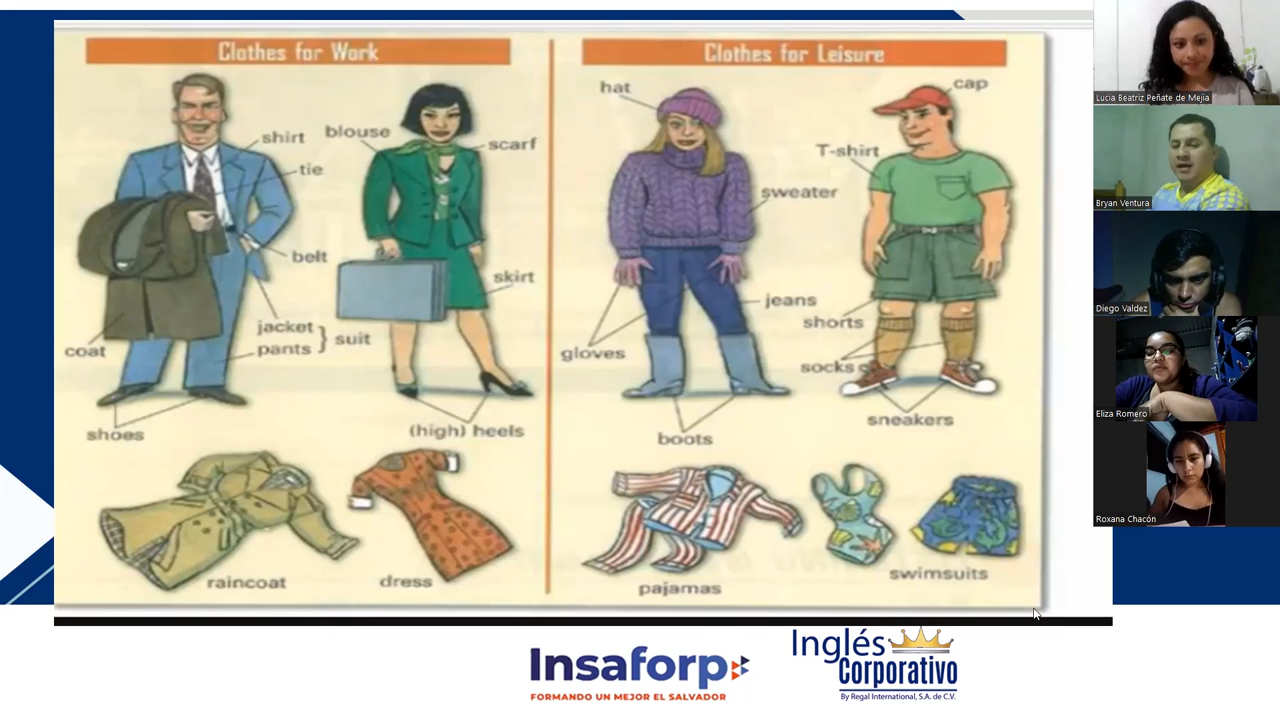 Clothes for Work
Clothes for Leisure
shirt
blouse
scarf
tie
belt
skirt
jacket
pants
suit
coat
shoes
(high) heels
raincoat
dress
hat
cap
T-shirt
sweater
jeans
shorts
gloves
socks
sneakers
boots
pajamas
swimsuits
Lucia Beatriz Peñate de Mejia
Bryan Ventura
Diego Valdez
Eliza Romero
Roxana Chacón
Insaforp
FORMANDO UN MEJOR EL SALVADOR
Inglés
Corporativo
By Regal International, S.A. de C.V.